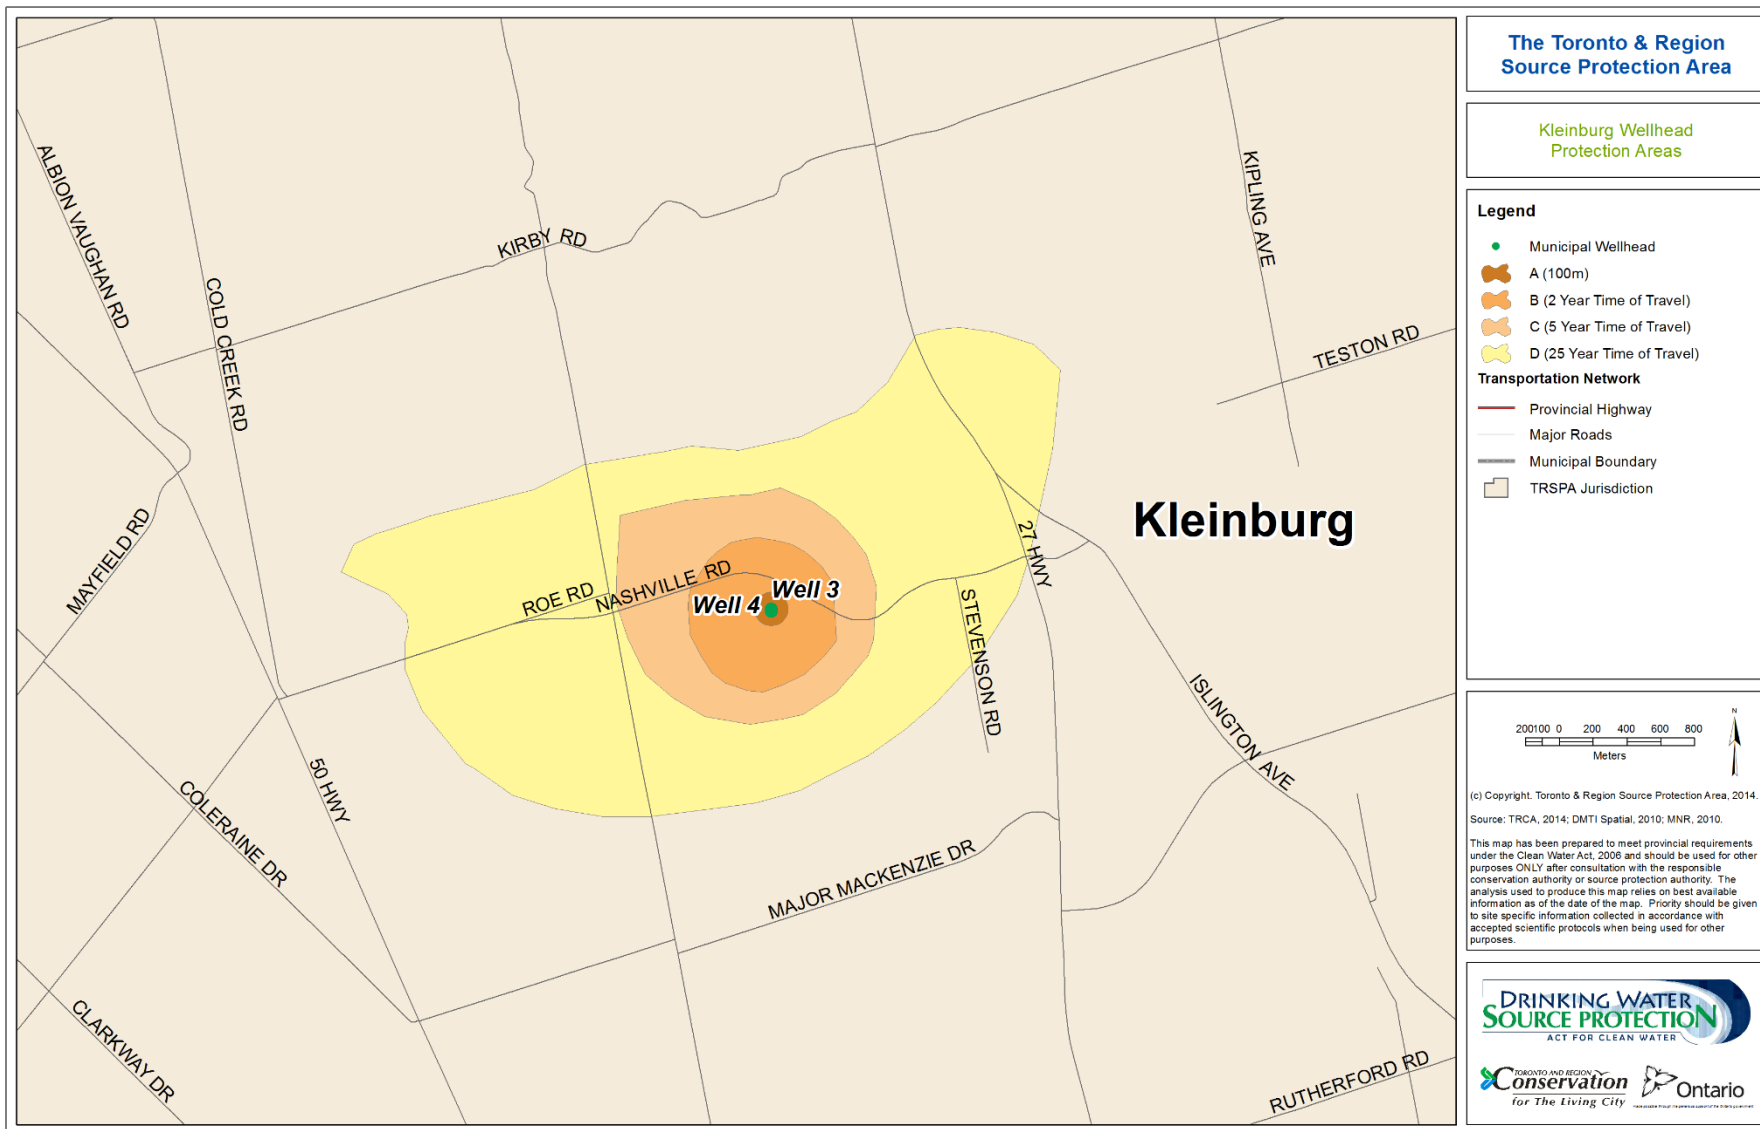 ALBION VAUGHAN RD
COLD CREEK RD
KIRBY RD
KIPLING AVE
TESTON RD
MAYFIELD RD
Kleinburg
27 HWY
ROE RD
NASHVILLE RD
Well 3
Well 4
STEVENSON RD
ISLINGTON AVE
50 HWY
COLERAINE DR
MAJOR MACKENZIE DR
CLARKWAY DR
RUTHERFORD RD
The Toronto & Region
Source Protection Area
Kleinburg Wellhead
Protection Areas
Legend
Municipal Wellhead
A (100m)
B (2 Year Time of Travel)
C (5 Year Time of Travel)
D (25 Year Time of Travel)
Transportation Network
Provincial Highway
Major Roads
Municipal Boundary
TRSPA Jurisdiction
N
200100 0 200 400 600 800
Meters
(c) Copyright. Toronto & Region Source Protection Area, 2014.
Source: TRCA, 2014; DMTI Spatial, 2010; MNR, 2010.
This map has been prepared to meet provincial requirements
under the Clean Water Act, 2006 and should be used for other
purposes ONLY after consultation with the responsible
conservation authority or source protection authority. The
analysis used to produce this map relies on best available
information as of the date of the map. Priority should be given
to site specific information collected in accordance with
accepted scientific protocols when being used for other
purposes.
DRINKING WATER
SOURCE PROTECTION
ACT FOR CLEAN WATER
TORONTO AND REGION
Conservation
for The Living City
Ontario